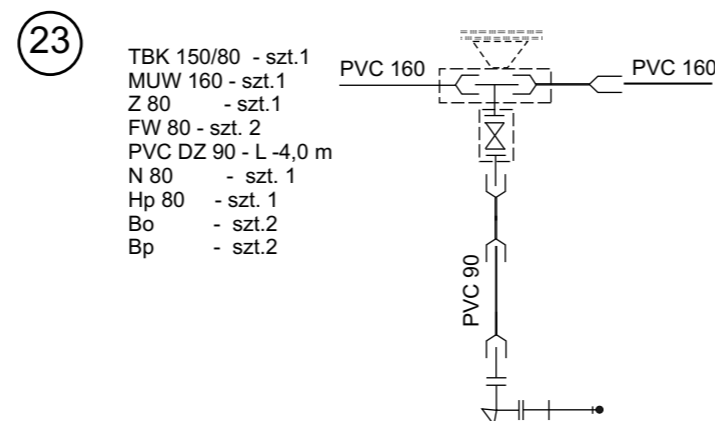 23
TBK 150/80 - szt.1
MUW 160 - szt.1
Z 80 - szt.1
FW 80 - szt. 2
PVC DZ 90 - L -4,0 m
N 80 - szt. 1
Hp 80 - szt. 1
Bo - szt.2
Bp - szt.2
PVC 160
PVC 160
PVC 90